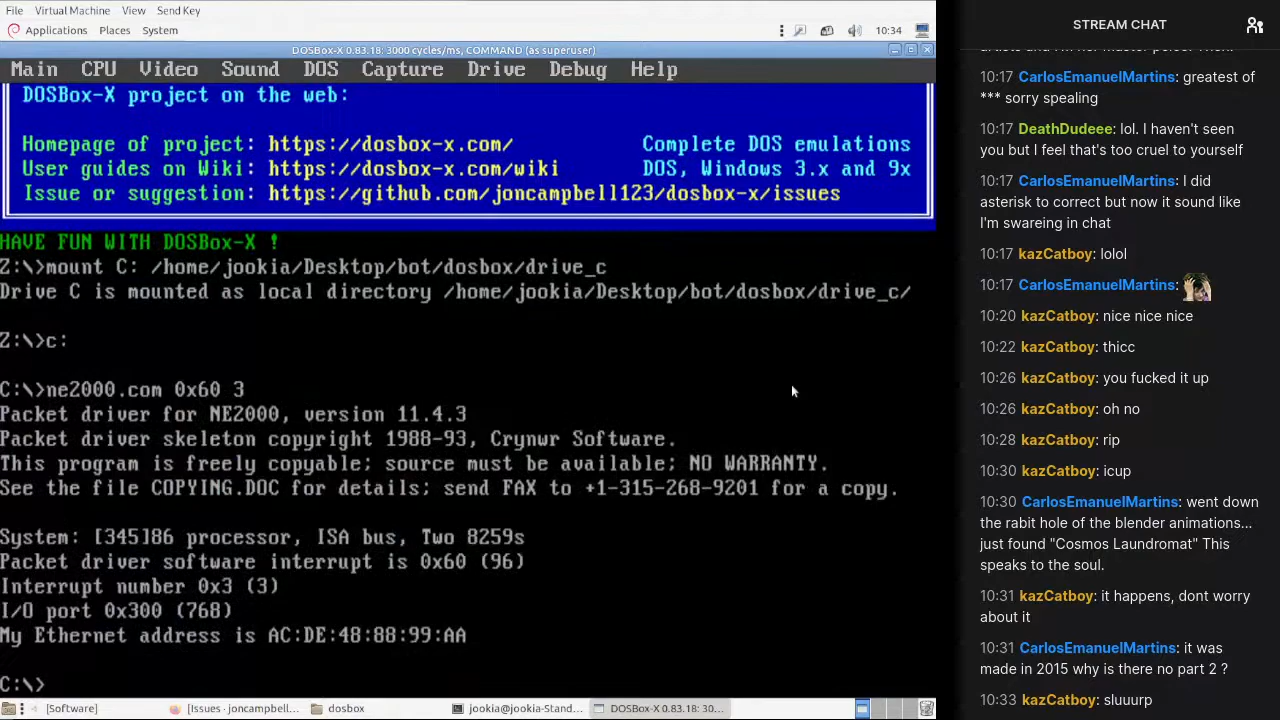 File Virtual Machine View Send Key
Applications Places System 10:34
DOSBox-X 0.83.18: 3000 cycles/ms, COMMAND (as superuser)
Main CPU Video Sound DOS Capture Drive Debug Help
DOSBox-X project on the web:
Homepage of project: https://dosbox-x.com/ Complete DOS emulations
User guides on Wiki: https://dosbox-x.com/wiki DOS, Windows 3.x and 9x
Issue or suggestion: https://github.com/joncampbell123/dosbox-x/issues
HAVE FUN WITH DOSBox-X !
Z:\>mount C: /home/jookia/Desktop/bot/dosbox/drive_c
Drive C is mounted as local directory /home/jookia/Desktop/bot/dosbox/drive_c/
Z:\>c:
C:\>ne2000.com 0x60 3
Packet driver for NE2000, version 11.4.3
Packet driver skeleton copyright 1988-93, Crynwr Software.
This program is freely copyable; source must be available; NO WARRANTY.
See the file COPYING.DOC for details; send FAX to +1-315-268-9201 for a copy.
System: [345]86 processor, ISA bus, Two 8259s
Packet driver software interrupt is 0x60 (96)
Interrupt number 0x3 (3)
I/O port 0x300 (768)
My Ethernet address is AC:DE:48:88:99:AA
C:\>
[Software] [Issues · joncampbell... dosbox jookia@jookia-Stand... DOSBox-X 0.83.18: 30...
STREAM CHAT
10:17 CarlosEmanuelMartins: greatest of
*** sorry spealing
10:17 DeathDudeee: lol. I haven't seen
you but I feel that's too cruel to yourself
10:17 CarlosEmanuelMartins: I did
asterisk to correct but now it sound like
I'm swareing in chat
10:17 kazCatboy: lolol
10:17 CarlosEmanuelMartins:
10:20 kazCatboy: nice nice nice
10:22 kazCatboy: thicc
10:26 kazCatboy: you fucked it up
10:26 kazCatboy: oh no
10:28 kazCatboy: rip
10:30 kazCatboy: icup
10:30 CarlosEmanuelMartins: went down
the rabit hole of the blender animations...
just found "Cosmos Laundromat" This
speaks to the soul.
10:31 kazCatboy: it happens, dont worry
about it
10:31 CarlosEmanuelMartins: it was
made in 2015 why is there no part 2 ?
10:33 kazCatboy: sluuurp